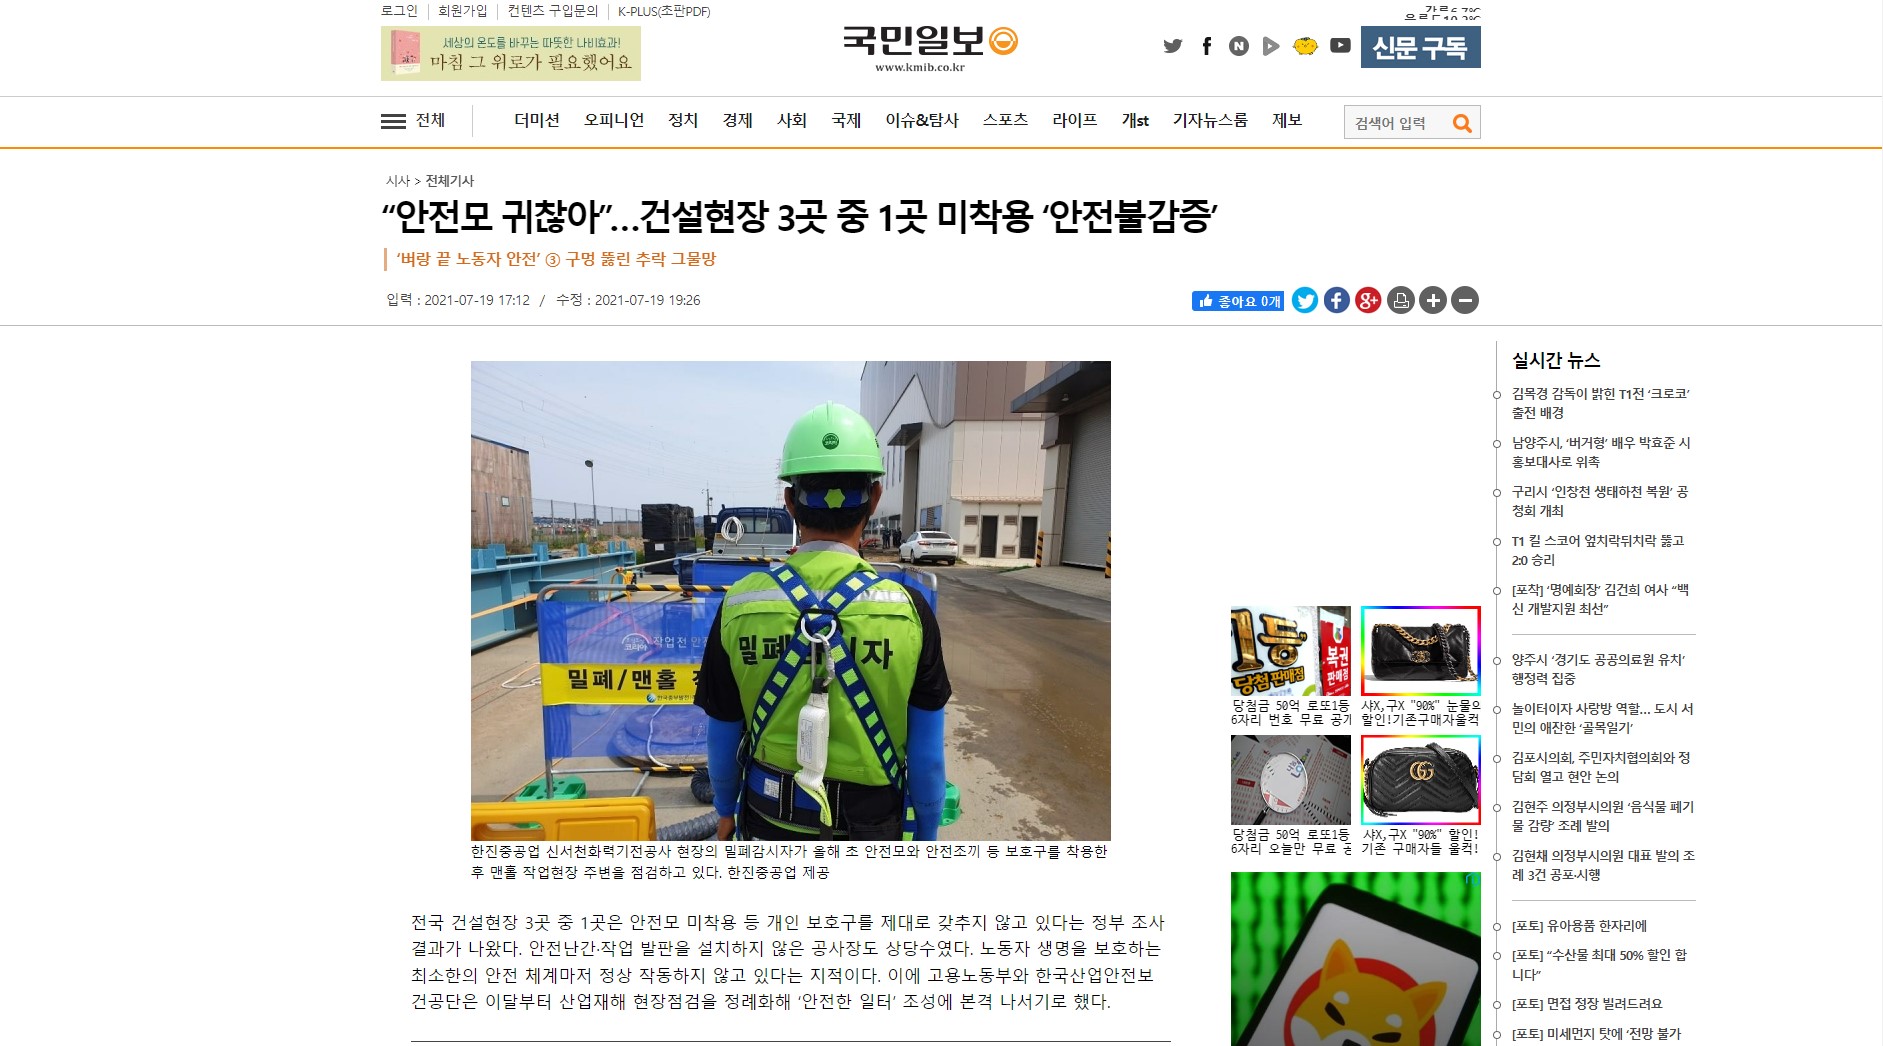 로그인 회원가입 컨텐츠 구입문의 K-PLUS(초판PDF)
세상의 온도를 바꾸는 따뜻한 나비효과!
마침 그 위로가 필요했어요
국민일보
www.kmib.co.kr
신문 구독
전체 더미션 오피니언 정치 경제 사회 국제 이슈&탐사 스포츠 라이프 개st 기자뉴스룸 제보 검색어 입력
시사 > 전체기사
“안전모 귀찮아”…건설현장 3곳 중 1곳 미착용 ‘안전불감증’
‘벼랑 끝 노동자 안전’ ③ 구멍 뚫린 추락 그물망
입력 : 2021-07-19 17:12 / 수정 : 2021-07-19 19:26
좋아요 0개
작업전 안전
코리아
밀폐/맨홀
밀폐 시자
한진중공업 신서천화력기전공사 현장의 밀폐감시자가 올해 초 안전모와 안전조끼 등 보호구를 착용한
후 맨홀 작업현장 주변을 점검하고 있다. 한진중공업 제공
전국 건설현장 3곳 중 1곳은 안전모 미착용 등 개인 보호구를 제대로 갖추지 않고 있다는 정부 조사
결과가 나왔다. 안전난간·작업 발판을 설치하지 않은 공사장도 상당수였다. 노동자 생명을 보호하는
최소한의 안전 체계마저 정상 작동하지 않고 있다는 지적이다. 이에 고용노동부와 한국산업안전보
건공단은 이달부터 산업재해 현장점검을 정례화해 ‘안전한 일터’ 조성에 본격 나서기로 했다.
1등
당첨판매점
복권
판매점
당첨금 50억 로또1등
6자리 번호 무료 공개
샤X,구X "90%" 눈물의
할인!기존구매자울컥
당첨금 50억 로또1등
6자리 오늘만 무료 공
샤X,구X "90%" 할인!
기존 구매자들 울컥!
실시간 뉴스
김목경 감독이 밝힌 T1전 ‘크로코’
출전 배경
남양주시, ‘버거형’ 배우 박효준 시
홍보대사로 위촉
구리시 ‘인창천 생태하천 복원’ 공
청회 개최
T1 킬 스코어 엎치락뒤치락 뚫고
2:0 승리
[포착] ‘명예회장’ 김건희 여사 “백
신 개발지원 최선”
양주시 ‘경기도 공공의료원 유치’
행정력 집중
놀이터이자 사랑방 역할… 도시 서
민의 애잔한 ‘골목일기’
김포시의회, 주민자치협의회와 정
담회 열고 현안 논의
김현주 의정부시의원 ‘음식물 폐기
물 감량’ 조례 발의
김현채 의정부시의원 대표 발의 조
례 3건 공포·시행
[포토] 유아용품 한자리에
[포토] “수산물 최대 50% 할인 합
니다”
[포토] 면접 정장 빌려드려요
[포토] 미세먼지 탓에 ‘전망 불가